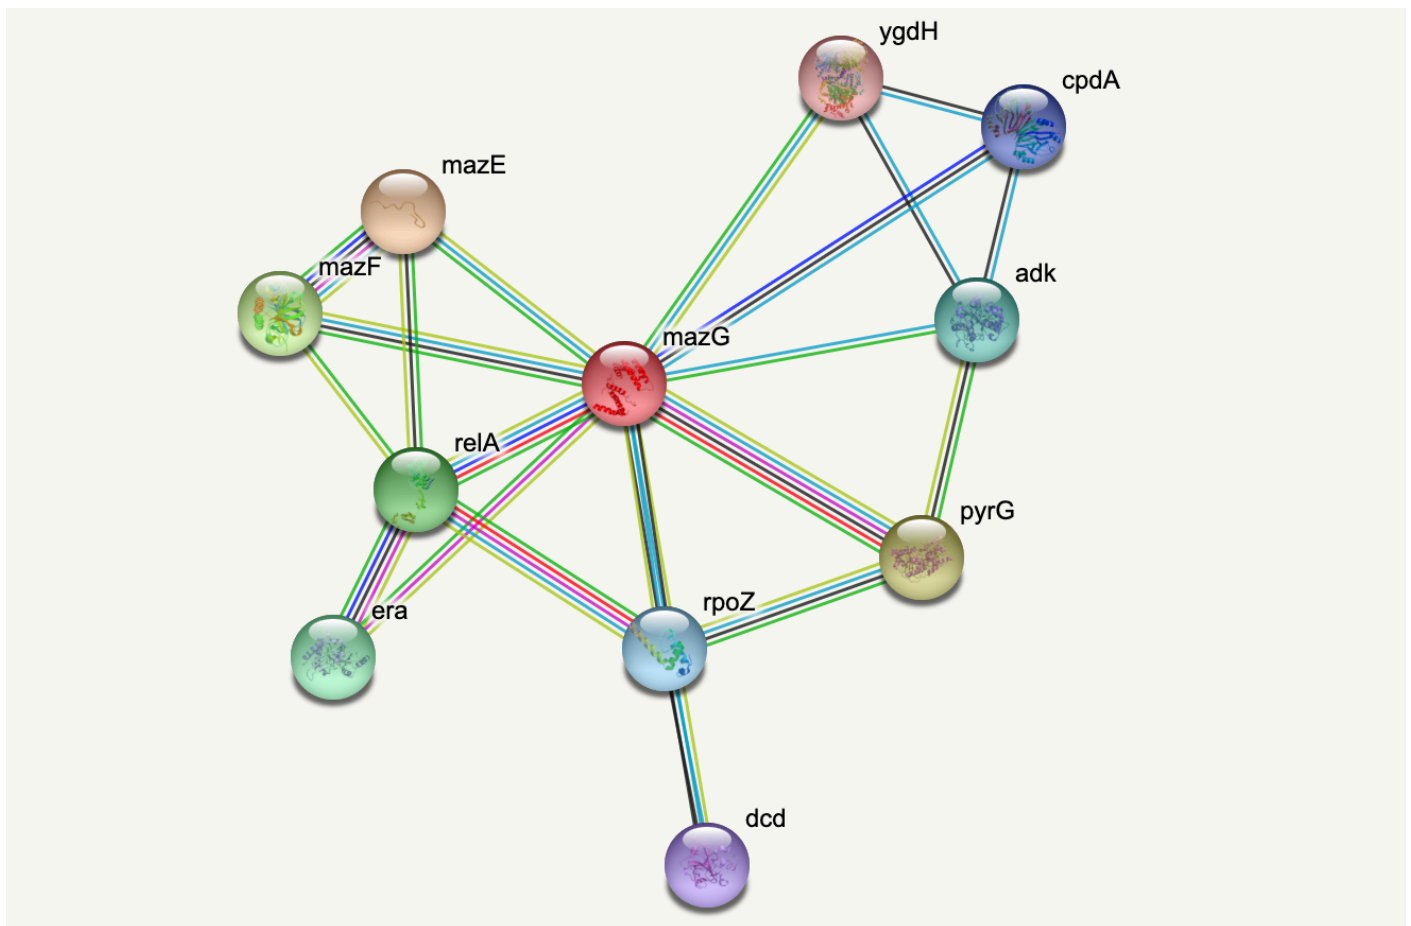 ygdH
cpdA
mazE
mazF
adk
mazG
relA
pyrG
rpoZ
era
dcd